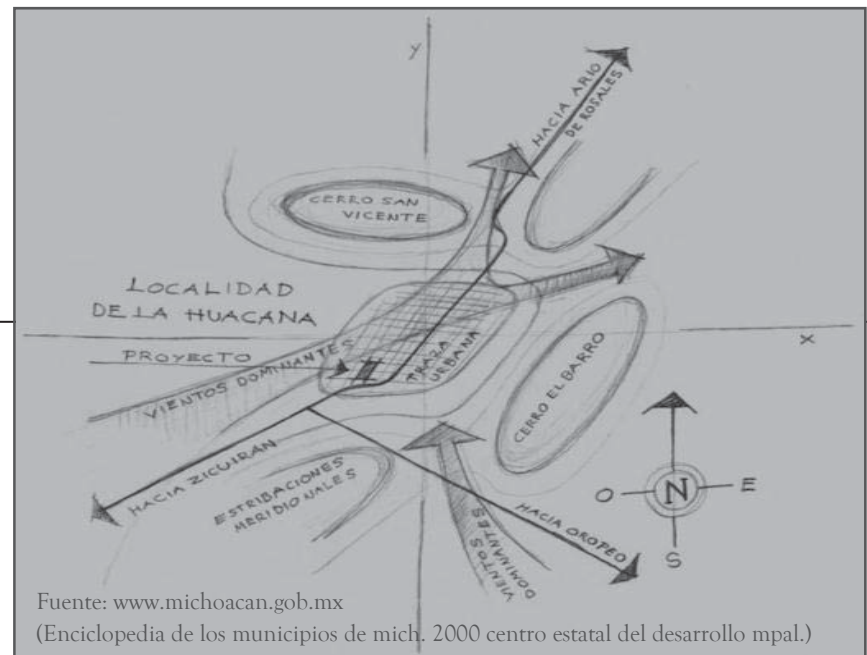 y
HACIA ARIO
DE ROSALES
CERRO SAN
VICENTE
LOCALIDAD
DE LA HUACANA
x
PROYECTO
VIENTOS DOMINANTES
TRAZA
URBANA
CERRO EL BARRO
HACIA ZICUIRAN
ESTRIBACIONES
MERIDIONALES
VIENTOS
DOMINANTES
HACIA OROPEO
O N E
S
Fuente: www.michoacan.gob.mx
(Enciclopedia de los municipios de mich. 2000 centro estatal del desarrollo mpal.)